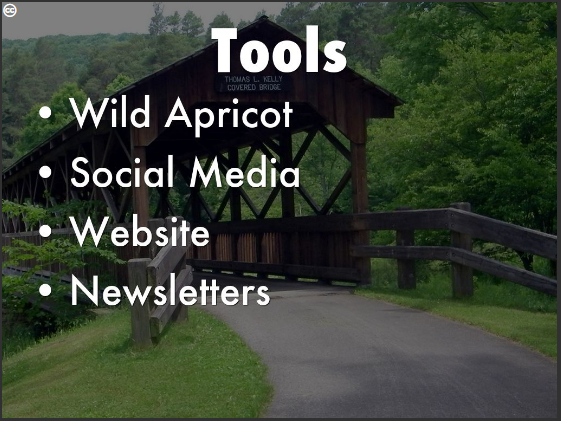 Tools
THOMAS L. KELLY
COVERED BRIDGE
• Wild Apricot
• Social Media
• Website
• Newsletters